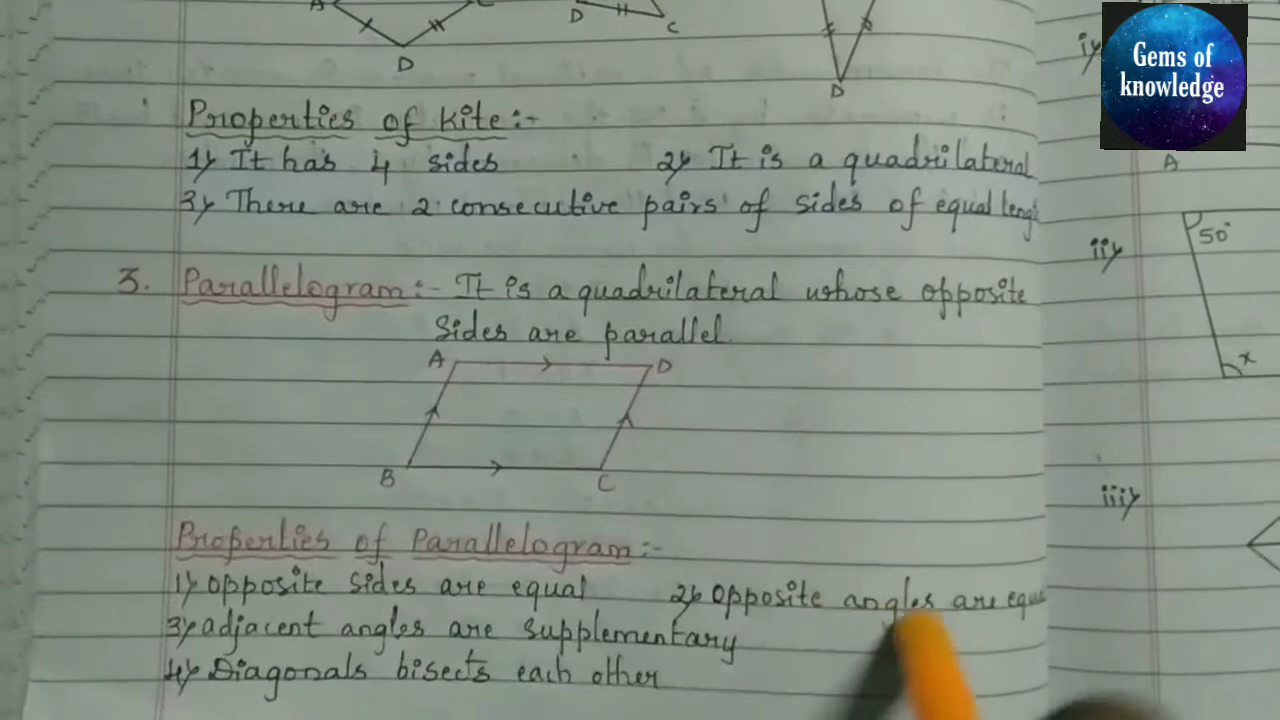 A
D
D
C
D
Properties of Kite:-
1) It has 4 sides 2) It is a quadrilateral
3) There are 2 consecutive pairs of sides of equal leng
3. Parallelogram:- It is a quadrilateral whose opposite
Sides are parallel.
A D
B C
Properties of Parallelogram:-
1) opposite sides are equal 2) opposite angles are equ
3) adjacent angles are supplementary
4) Diagonals bisects each other
Gems of
knowledge
A
ii) 50°
x
iii)